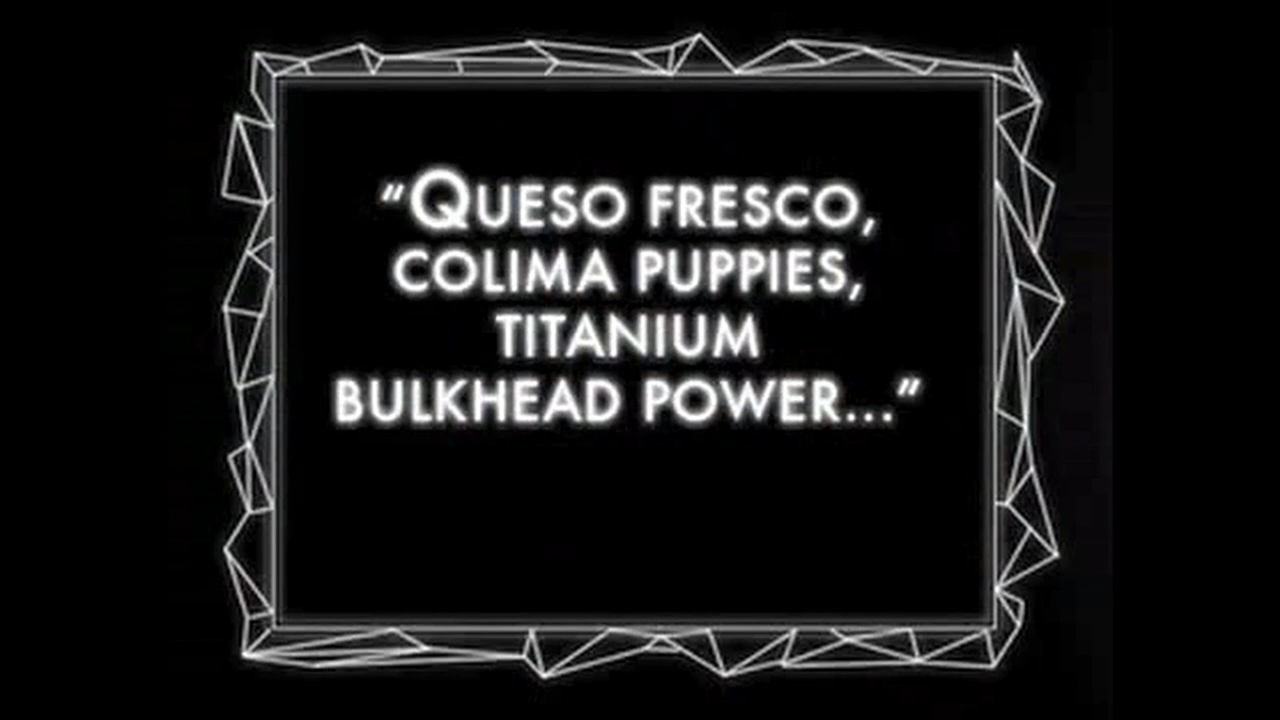 “Queso fresco,
colima puppies,
titanium
bulkhead power...”